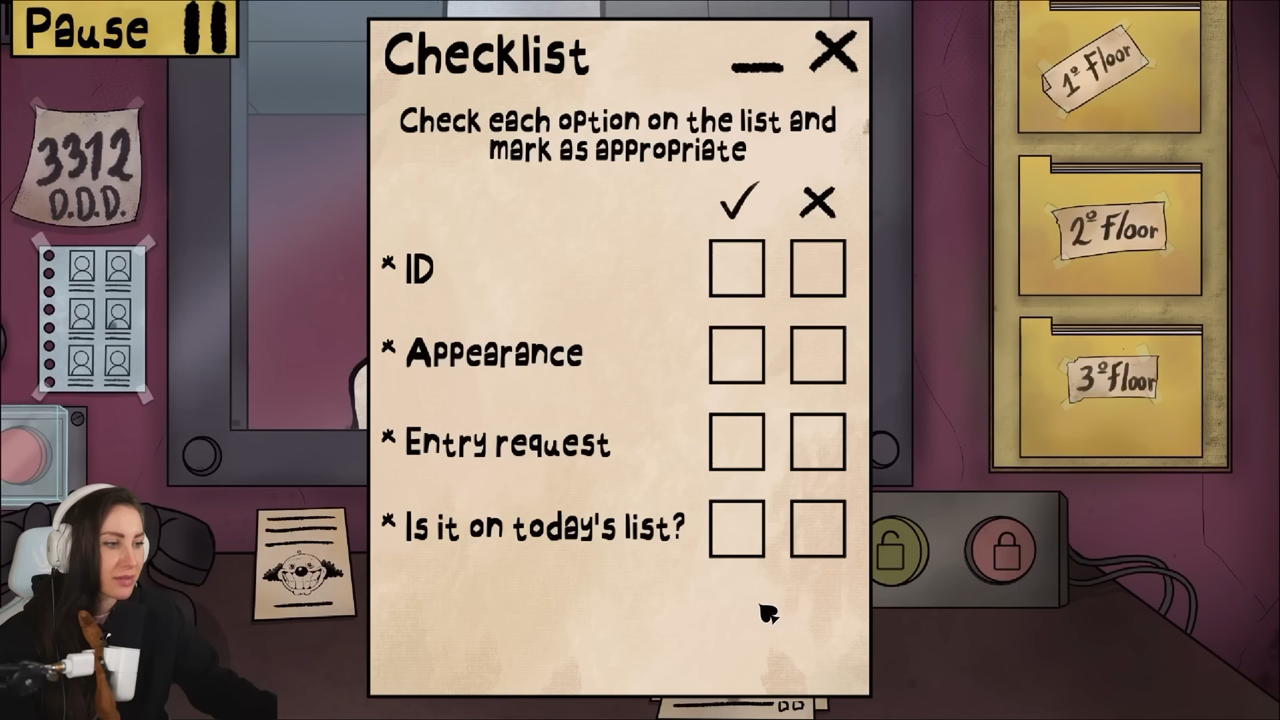 Pause
Checklist
Check each option on the list and
mark as appropriate
* ID
* Appearance
* Entry request
* Is it on today's list?
3312
D.D.D.
1º Floor
2º Floor
3º Floor